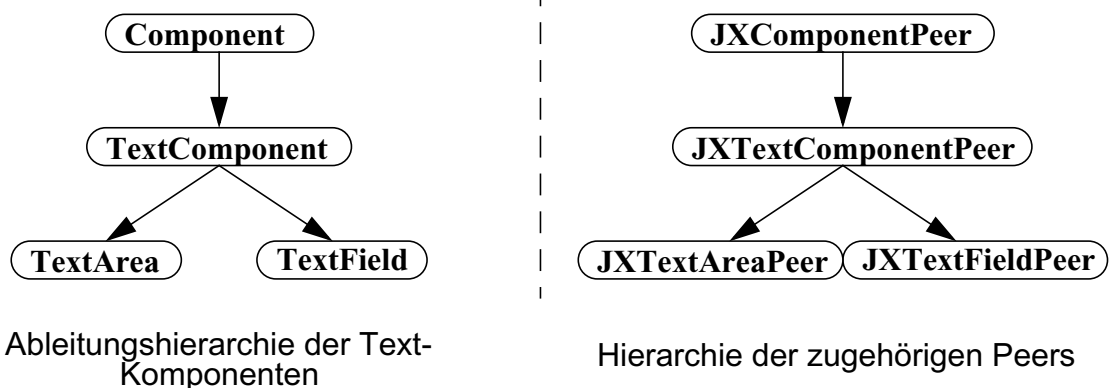 Component
JXComponentPeer
TextComponent
JXTextComponentPeer
TextArea
TextField
JXTextAreaPeer
JXTextFieldPeer
Ableitungshierarchie der Text-
Komponenten
Hierarchie der zugehörigen Peers